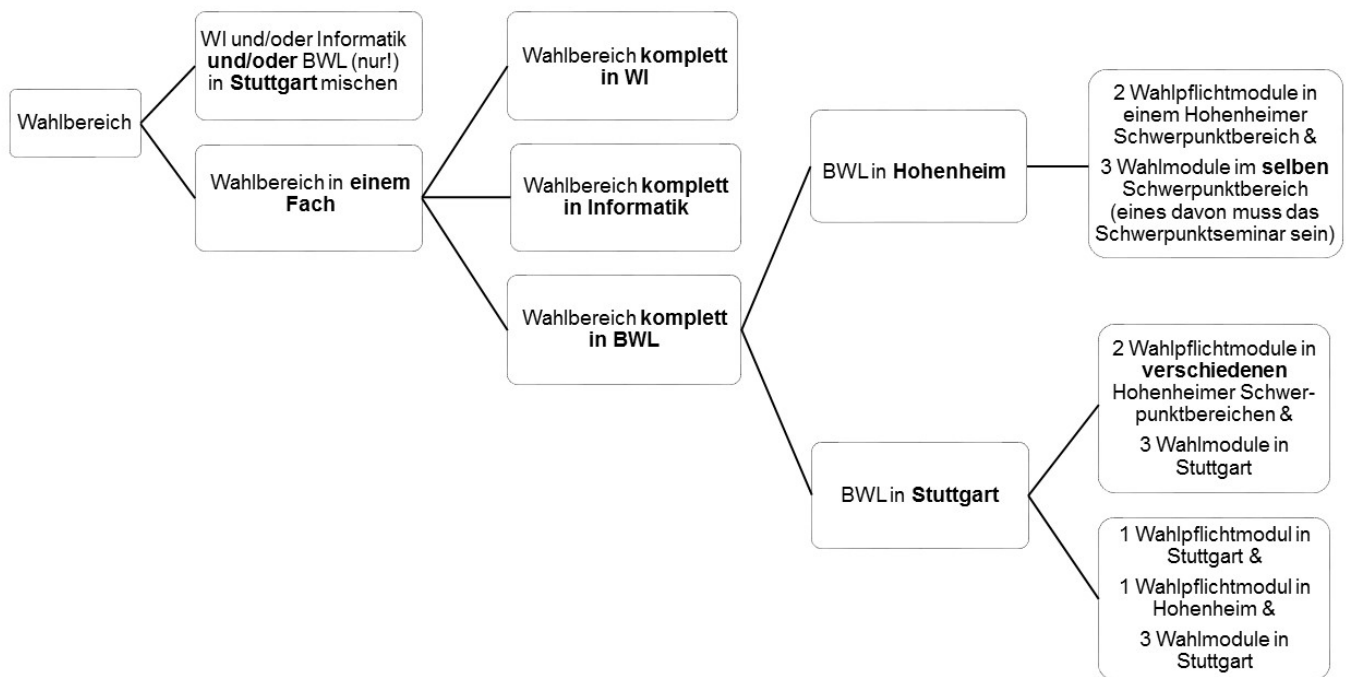 Wahlbereich
WI und/oder Informatik
und/oder BWL (nur!)
in Stuttgart mischen
Wahlbereich in einem
Fach
Wahlbereich komplett
in WI
Wahlbereich komplett
in Informatik
Wahlbereich komplett
in BWL
BWL in Hohenheim
2 Wahlpflichtmodule in
einem Hohenheimer
Schwerpunktbereich &
3 Wahlmodule im selben
Schwerpunktbereich
(eines davon muss das
Schwerpunktseminar sein)
BWL in Stuttgart
2 Wahlpflichtmodule in
verschiedenen
Hohenheimer Schwer-
punktbereichen &
3 Wahlmodule in
Stuttgart
1 Wahlpflichtmodul in
Stuttgart &
1 Wahlpflichtmodul in
Hohenheim &
3 Wahlmodule in
Stuttgart